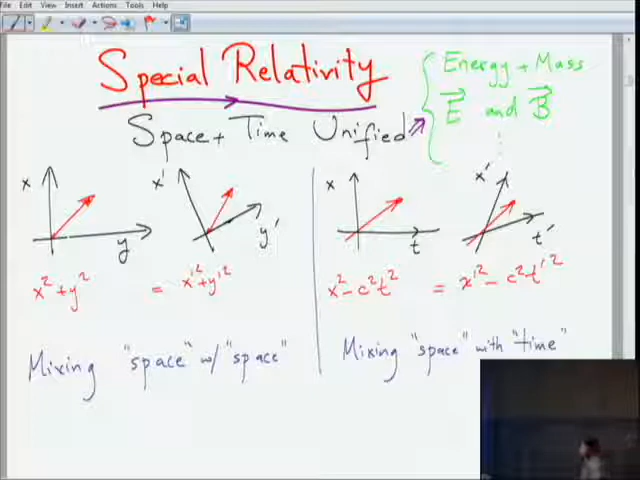 File Edit View Insert Actions Tools Help
Special Relativity
Energy + Mass
E and B
Space + Time Unified
x x' x x'
y y' t t'
x² + y² = x'² + y'²
x² - c²t² = x'² - c²t'²
Mixing "space" w/ "space"
Mixing "space" with "time"